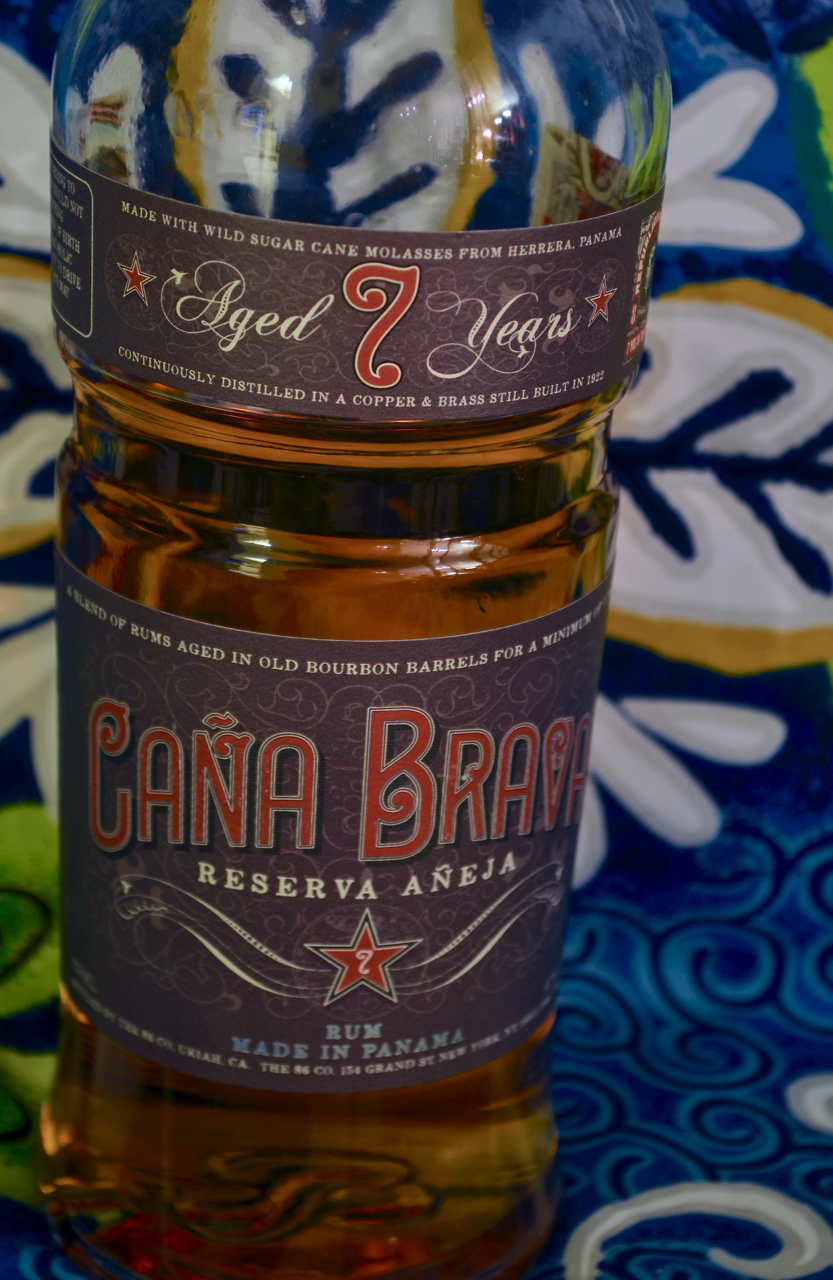 MADE WITH WILD SUGAR CANE MOLASSES FROM HERRERA, PANAMA
Aged 7 Years
CONTINUOUSLY DISTILLED IN A COPPER & BRASS STILL BUILT IN 1922
A BLEND OF RUMS AGED IN OLD BOURBON BARRELS FOR A MINIMUM OF
CAÑA BRAVA
RESERVA AÑEJA
7
RUM
MADE IN PANAMA
BY THE 86 CO. UKIAH, CA. THE 86 CO. 154 GRAND ST. NEW YORK, NY.